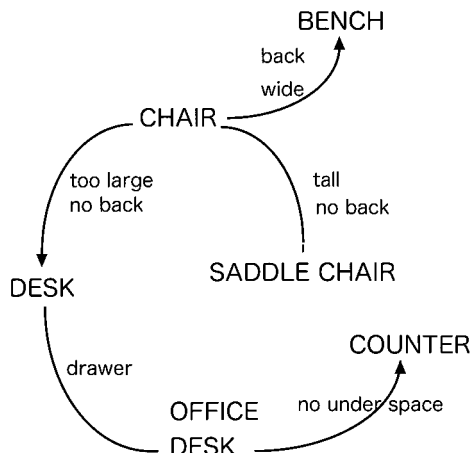 BENCH
back
wide
CHAIR
too large
no back
tall
no back
SADDLE CHAIR
DESK
COUNTER
drawer
OFFICE
DESK
no under space